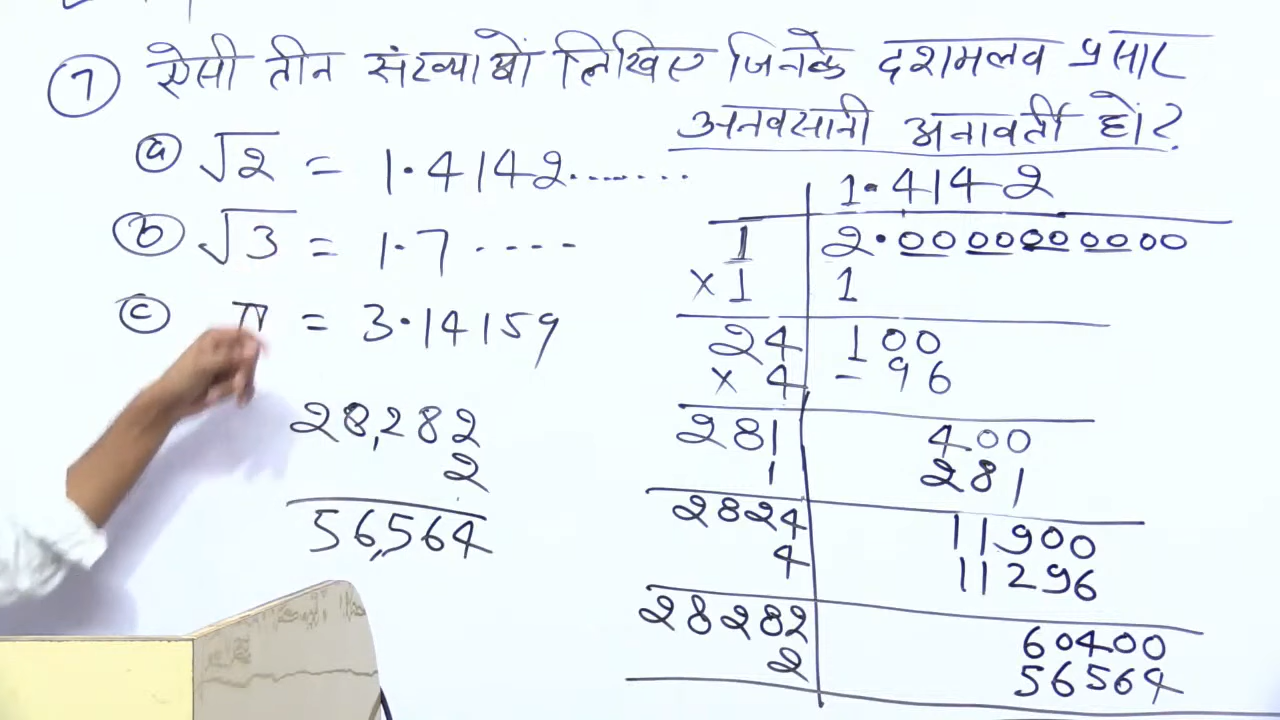 ⑦ ऐसी तीन संख्याओं लिखिए जिनके दशमलव प्रसार
अनवसानी अनावर्ती हों?
ⓐ √2 = 1.4142.......
ⓑ √3 = 1.7 ....
ⓒ π = 3.14159
28,282
2
56,564
1.4142
1 2.0000000000
×1 1
24 100
× 4 - 96
281 400
1 281
2824 11900
4 11296
28282 60400
2 56564